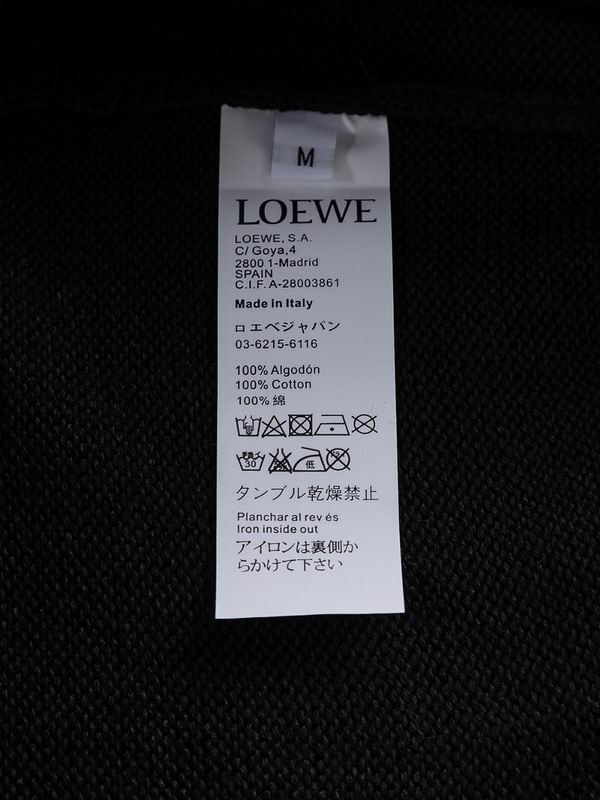 M
LOEWE
LOEWE, S.A.
C/ Goya,4
2800 1-Madrid
SPAIN
C.I.F. A-28003861
Made in Italy
ロエベジャパン
03-6215-6116
100% Algodón
100% Cotton
100% 綿
30 低
タンブル乾燥禁止
Planchar al rev és
Iron inside out
アイロンは裏側か
らかけて下さい